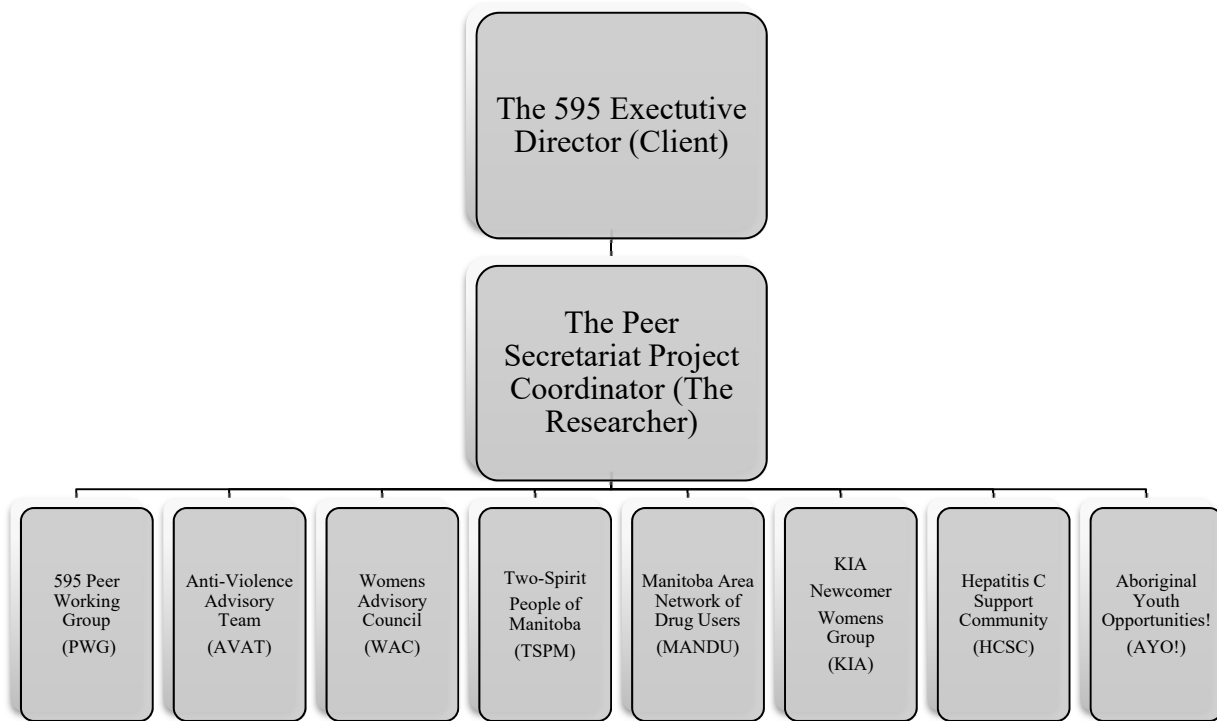 The 595 Exectutive
Director (Client)
The Peer
Secretariat Project
Coordinator (The
Researcher)
595 Peer
Working
Group
(PWG)
Anti-Violence
Advisory
Team
(AVAT)
Womens
Advisory
Council
(WAC)
Two-Spirit
People of
Manitoba
(TSPM)
Manitoba Area
Network of
Drug Users
(MANDU)
KIA
Newcomer
Womens
Group
(KIA)
Hepatitis C
Support
Community
(HCSC)
Aboriginal
Youth
Opportunities!
(AYO!)